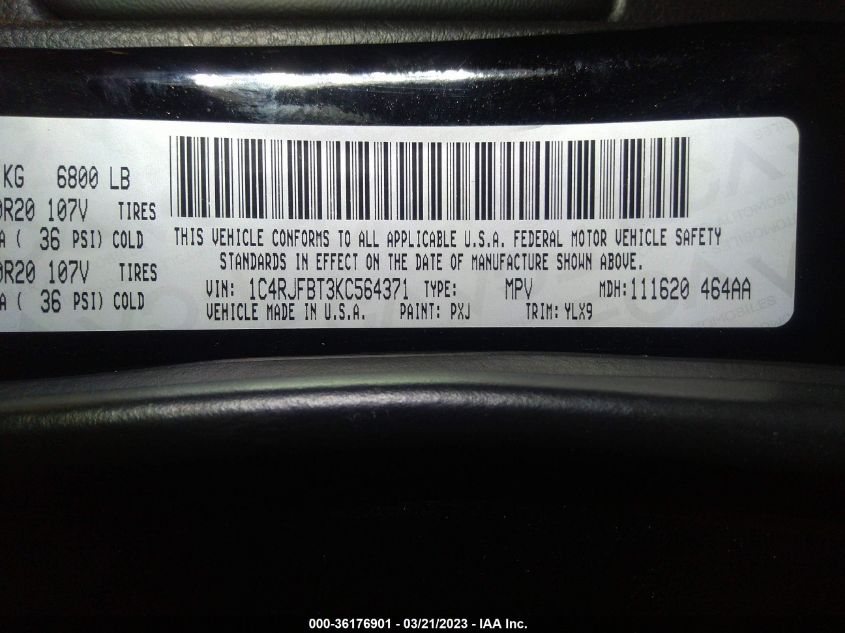 KG 6800 LB
0R20 107V TIRES
A ( 36 PSI) COLD
0R20 107V TIRES
A ( 36 PSI) COLD
THIS VEHICLE CONFORMS TO ALL APPLICABLE U.S.A. FEDERAL MOTOR VEHICLE SAFETY
STANDARDS IN EFFECT ON THE DATE OF MANUFACTURE SHOWN ABOVE.
VIN: 1C4RJFBT3KC564371 TYPE: MPV MDH:111620 464AA
VEHICLE MADE IN U.S.A. PAINT: PXJ TRIM: YLX9
000-36176901 - 03/21/2023 - IAA Inc.